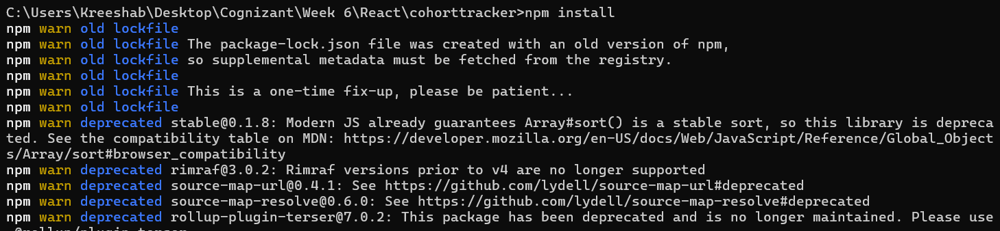 C:\Users\Kreeshab\Desktop\Cognizant\Week 6\React\cohorttracker>npm install
npm warn old lockfile
npm warn old lockfile The package-lock.json file was created with an old version of npm,
npm warn old lockfile so supplemental metadata must be fetched from the registry.
npm warn old lockfile
npm warn old lockfile This is a one-time fix-up, please be patient...
npm warn old lockfile
npm warn deprecated stable@0.1.8: Modern JS already guarantees Array#sort() is a stable sort, so this library is depreca
ted. See the compatibility table on MDN: https://developer.mozilla.org/en-US/docs/Web/JavaScript/Reference/Global_Object
s/Array/sort#browser_compatibility
npm warn deprecated rimraf@3.0.2: Rimraf versions prior to v4 are no longer supported
npm warn deprecated source-map-url@0.4.1: See https://github.com/lydell/source-map-url#deprecated
npm warn deprecated source-map-resolve@0.6.0: See https://github.com/lydell/source-map-resolve#deprecated
npm warn deprecated rollup-plugin-terser@7.0.2: This package has been deprecated and is no longer maintained. Please use
@rollup/plugin-terser